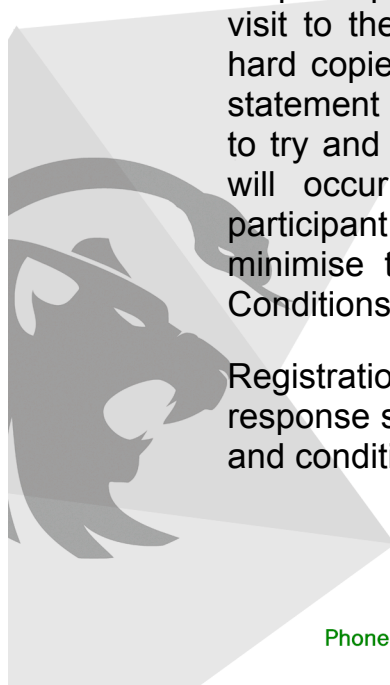 visit to the
hard copie
statement
to try and
will occur
participant
minimise t
Conditions
Registratio
response s
and conditi
Phone